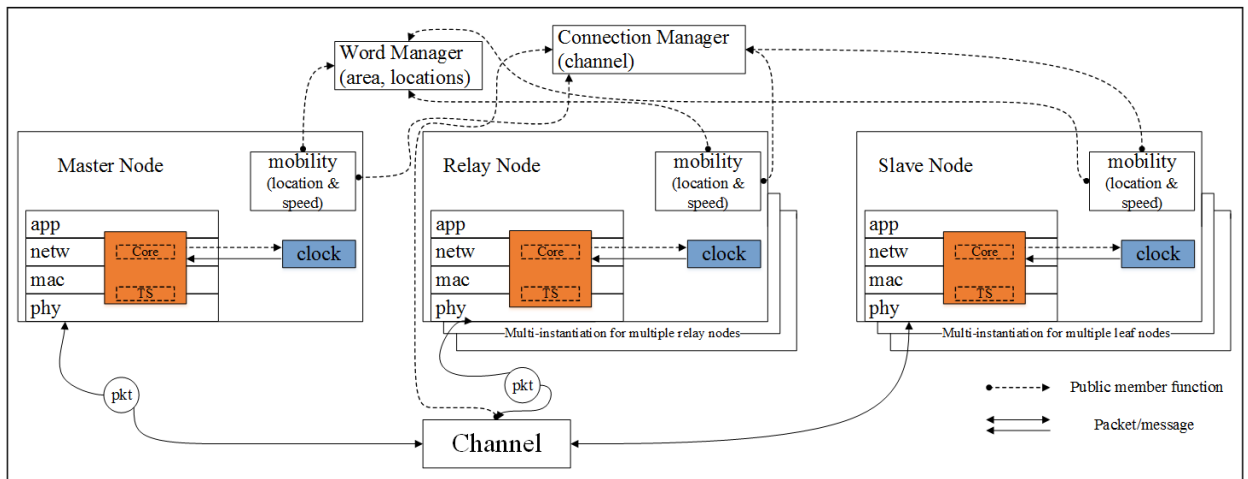 Word Manager
(area, locations)
Connection Manager
(channel)
Master Node
mobility
(location &
speed)
app
netw
mac
phy
Core
TS
clock
Relay Node
mobility
(location &
speed)
app
netw
mac
phy
Core
TS
clock
Multi-instantiation for multiple relay nodes
Slave Node
mobility
(location &
speed)
app
netw
mac
phy
Core
TS
clock
Multi-instantiation for multiple leaf nodes
pkt
pkt
Channel
Public member function
Packet/message